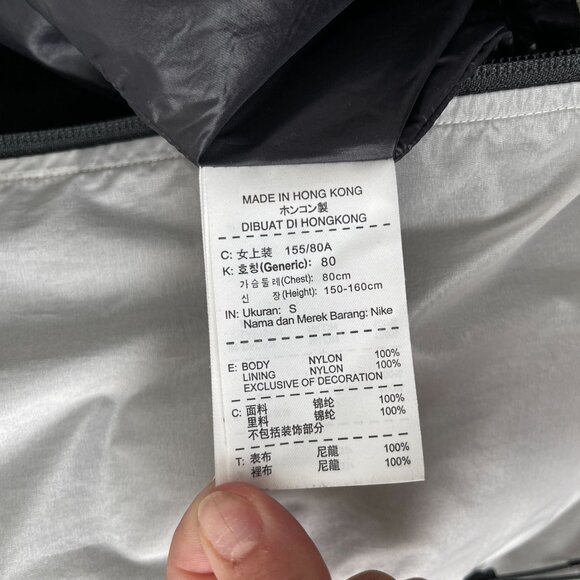 MADE IN HONG KONG
ホンコン製
DIBUAT DI HONGKONG
C: 女上装 155/80A
K: 호칭(Generic): 80
가슴둘레(Chest): 80cm
신 장(Height): 150-160cm
IN: Ukuran: S
Nama dan Merek Barang: Nike
E: BODY NYLON 100%
LINING NYLON 100%
EXCLUSIVE OF DECORATION
C: 面料 锦纶 100%
里料 锦纶 100%
不包括装饰部分
T: 表布 尼龍 100%
裡布 尼龍 100%